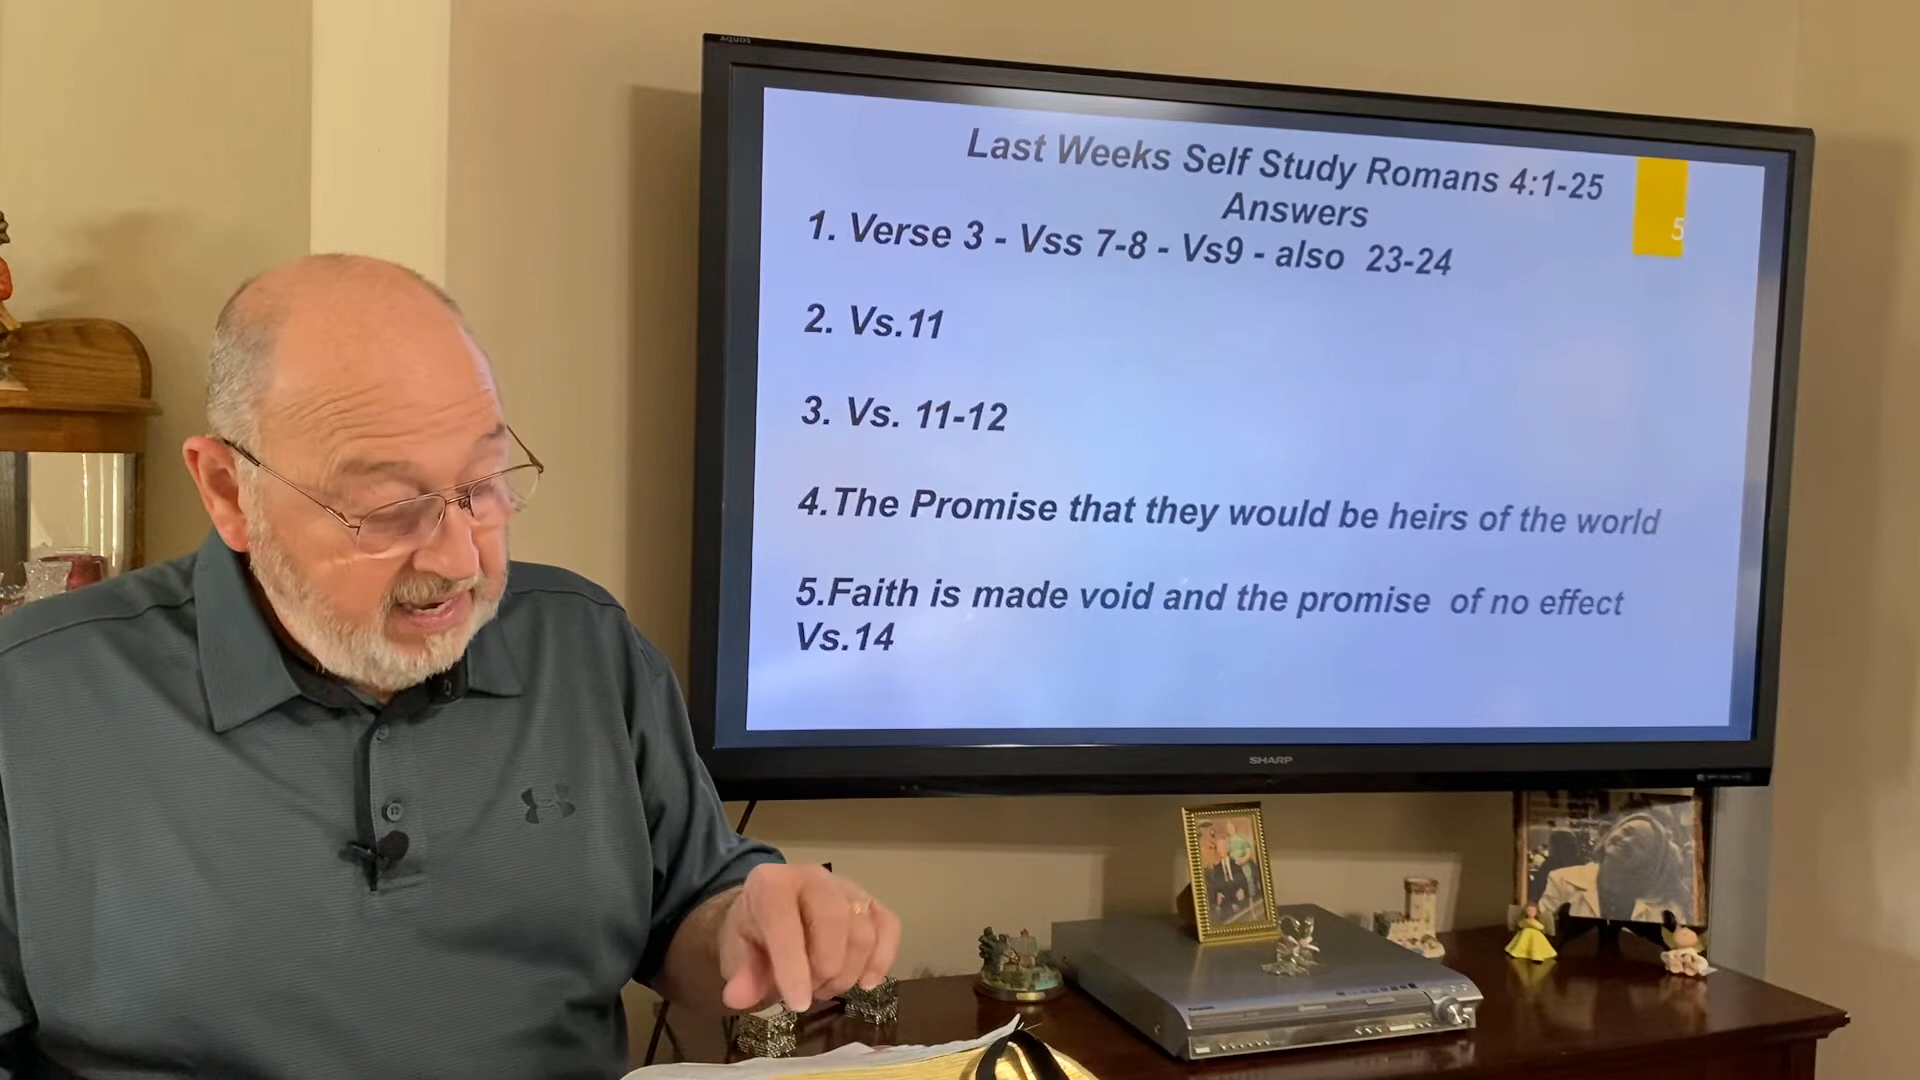 AQUOS
Last Weeks Self Study Romans 4:1-25
Answers
5
1. Verse 3 - Vss 7-8 - Vs9 - also 23-24
2. Vs.11
3. Vs. 11-12
4.The Promise that they would be heirs of the world
5.Faith is made void and the promise of no effect
Vs.14
SHARP